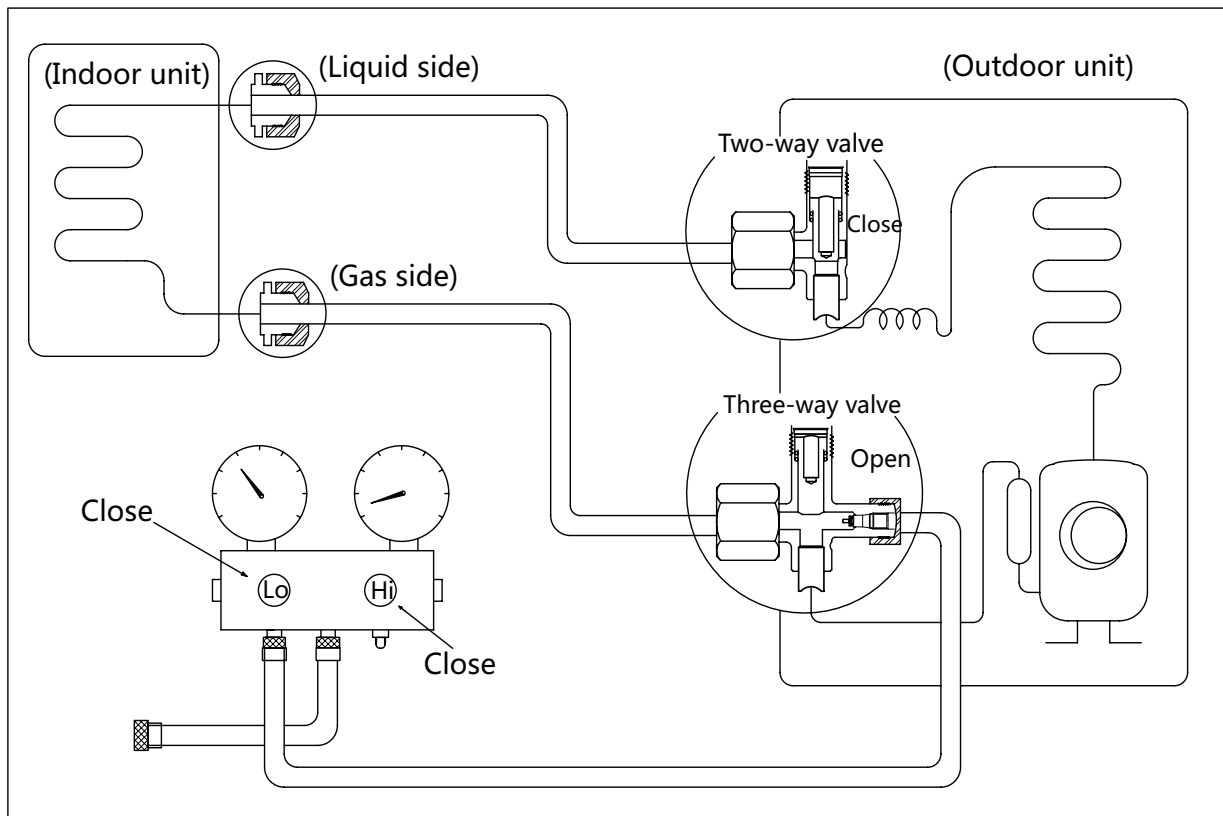 (Indoor unit)
(Liquid side)
(Outdoor unit)
Two-way valve
Close
(Gas side)
Three-way valve
Open
Close
Lo
Hi
Close